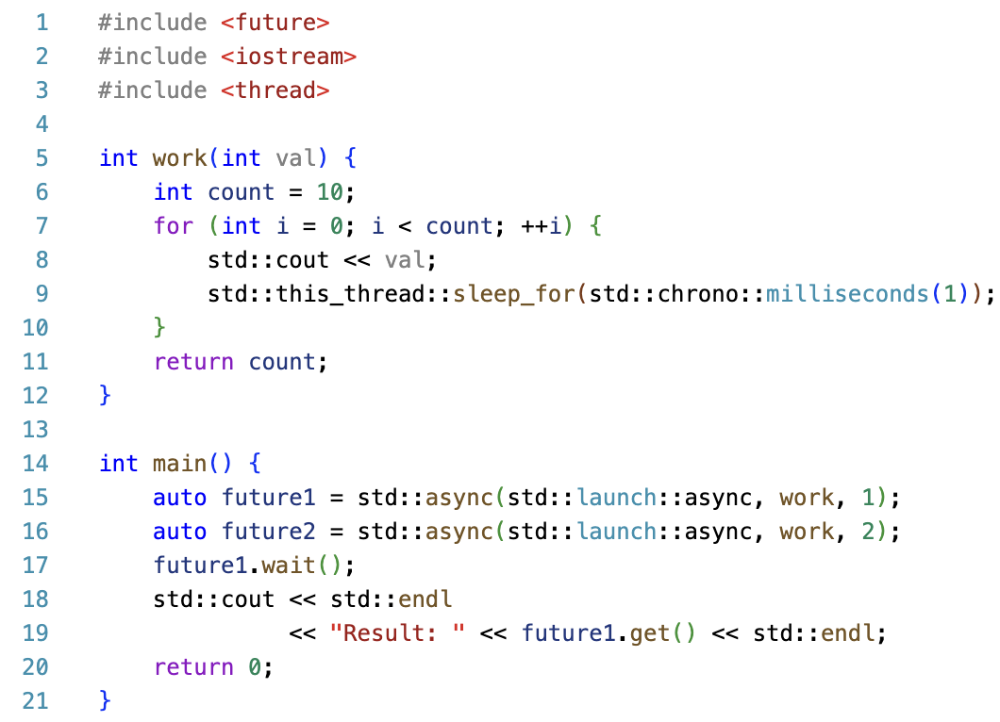 1 #include <future>
2 #include <iostream>
3 #include <thread>
4
5 int work(int val) {
6     int count = 10;
7     for (int i = 0; i < count; ++i) {
8         std::cout << val;
9         std::this_thread::sleep_for(std::chrono::milliseconds(1));
10     }
11     return count;
12 }
13
14 int main() {
15     auto future1 = std::async(std::launch::async, work, 1);
16     auto future2 = std::async(std::launch::async, work, 2);
17     future1.wait();
18     std::cout << std::endl
19               << "Result: " << future1.get() << std::endl;
20     return 0;
21 }